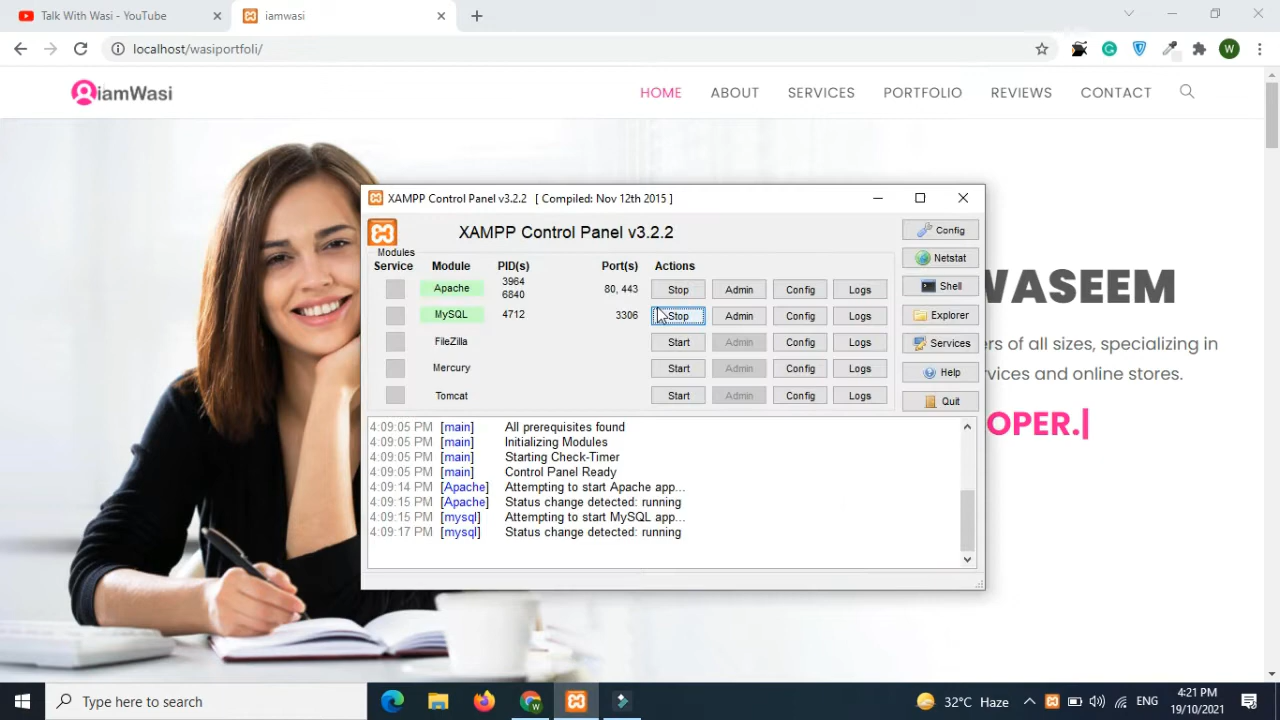 Talk With Wasi - YouTube
iamwasi
localhost/wasiportfoli/
W
iamWasi
HOME ABOUT SERVICES PORTFOLIO REVIEWS CONTACT
XAMPP Control Panel v3.2.2 [ Compiled: Nov 12th 2015 ]
XAMPP Control Panel v3.2.2
Config
Modules
Service Module PID(s) Port(s) Actions
Netstat
Apache 3964 6840 80, 443 Stop Admin Config Logs
Shell
MySQL 4712 3306 Stop Admin Config Logs
Explorer
FileZilla Start Admin Config Logs
Services
Mercury Start Admin Config Logs
Help
Tomcat Start Admin Config Logs
Quit
4:09:05 PM [main] All prerequisites found
4:09:05 PM [main] Initializing Modules
4:09:05 PM [main] Starting Check-Timer
4:09:05 PM [main] Control Panel Ready
4:09:14 PM [Apache] Attempting to start Apache app...
4:09:15 PM [Apache] Status change detected: running
4:09:15 PM [mysql] Attempting to start MySQL app...
4:09:17 PM [mysql] Status change detected: running
WASEEM
of all sizes, specializing in
and online stores.
OPER.
Type here to search
32°C Haze
ENG
4:21 PM
19/10/2021